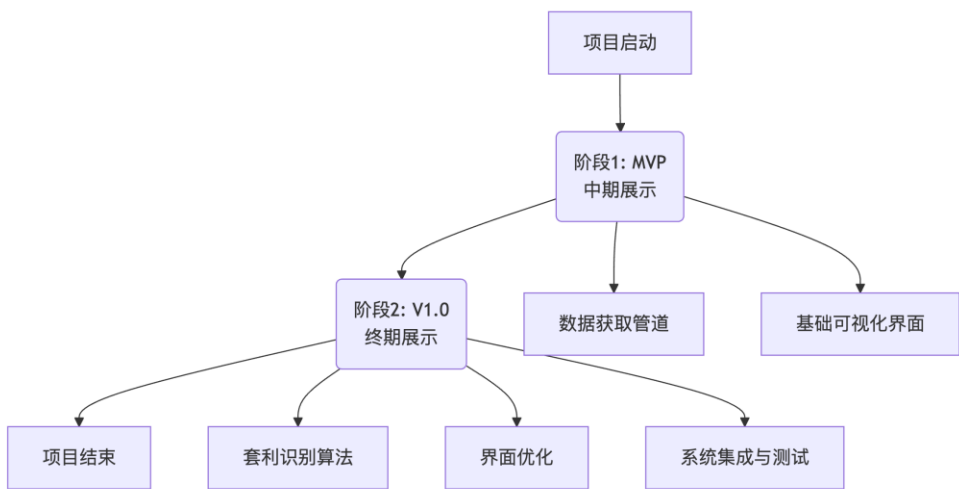 项目启动
阶段1: MVP
中期展示
阶段2: V1.0
终期展示
数据获取管道
基础可视化界面
项目结束
套利识别算法
界面优化
系统集成与测试